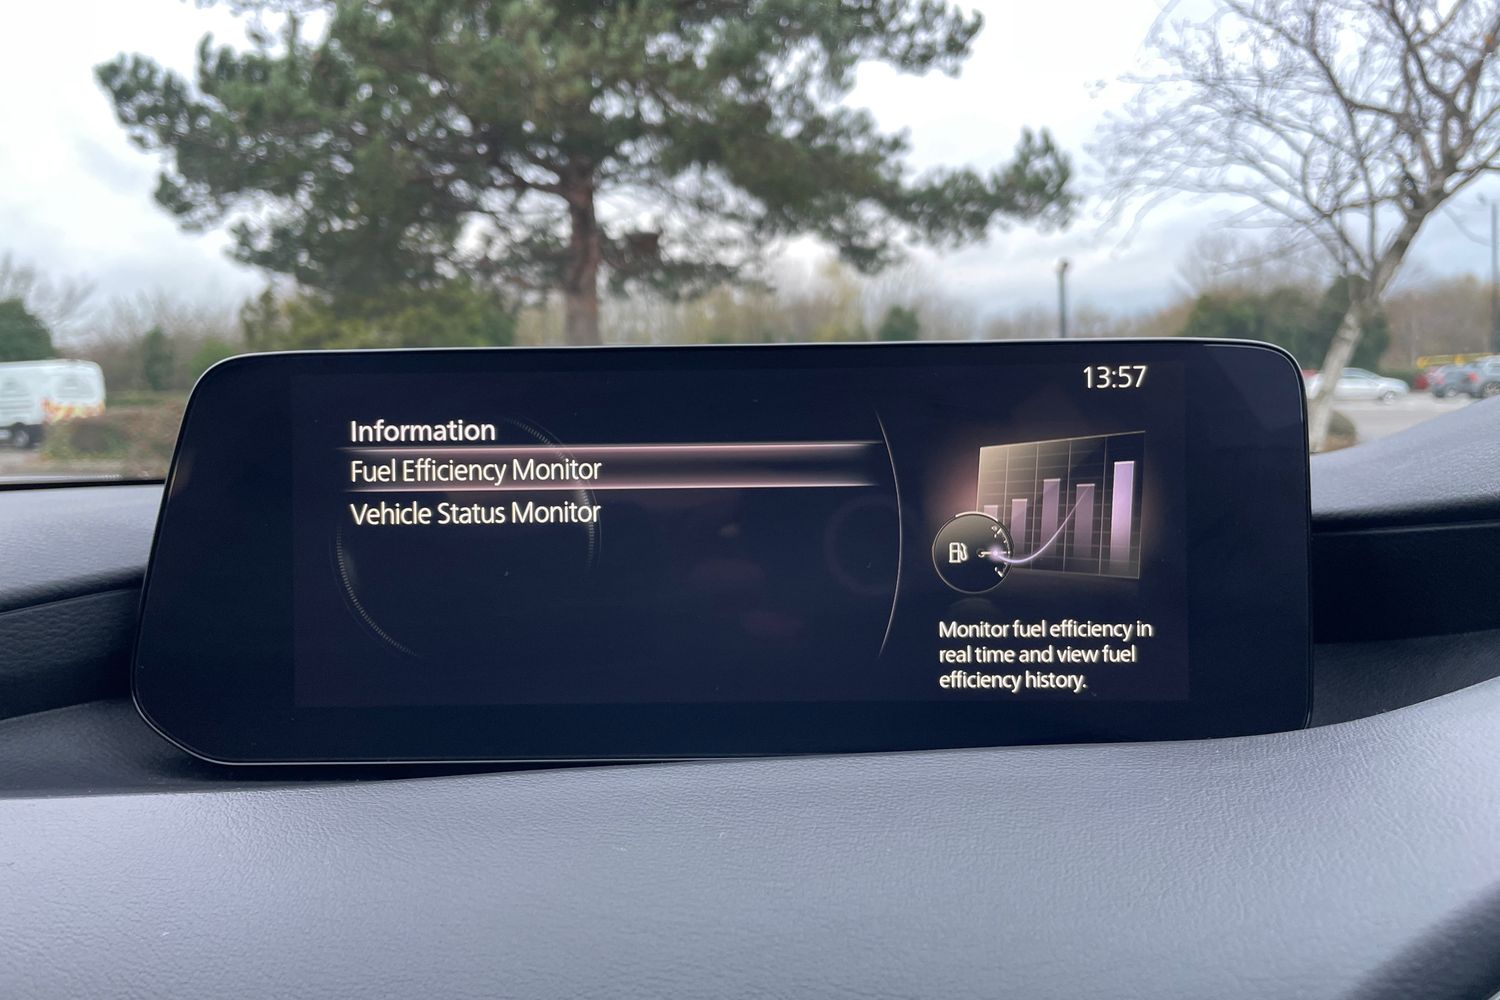 13:57
Information
Fuel Efficiency Monitor
Vehicle Status Monitor
Monitor fuel efficiency in
real time and view fuel
efficiency history.